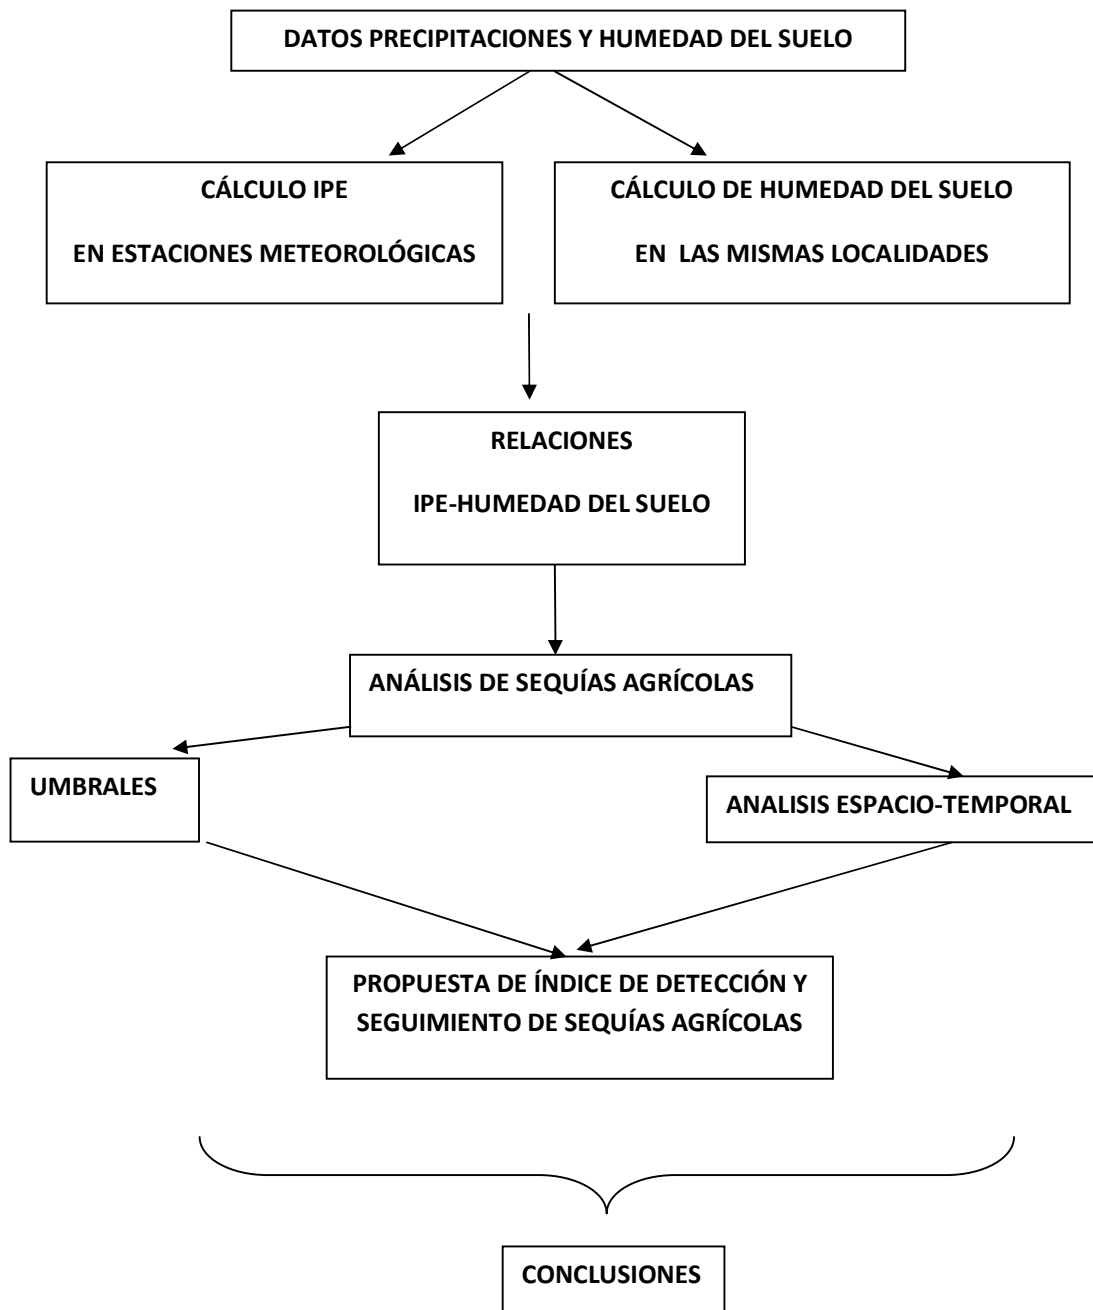 DATOS PRECIPITACIONES Y HUMEDAD DEL SUELO
CÁLCULO IPE
EN ESTACIONES METEOROLÓGICAS
CÁLCULO DE HUMEDAD DEL SUELO
EN LAS MISMAS LOCALIDADES
RELACIONES
IPE-HUMEDAD DEL SUELO
ANÁLISIS DE SEQUÍAS AGRÍCOLAS
UMBRALES
ANALISIS ESPACIO-TEMPORAL
PROPUESTA DE ÍNDICE DE DETECCIÓN Y
SEGUIMIENTO DE SEQUÍAS AGRÍCOLAS
CONCLUSIONES